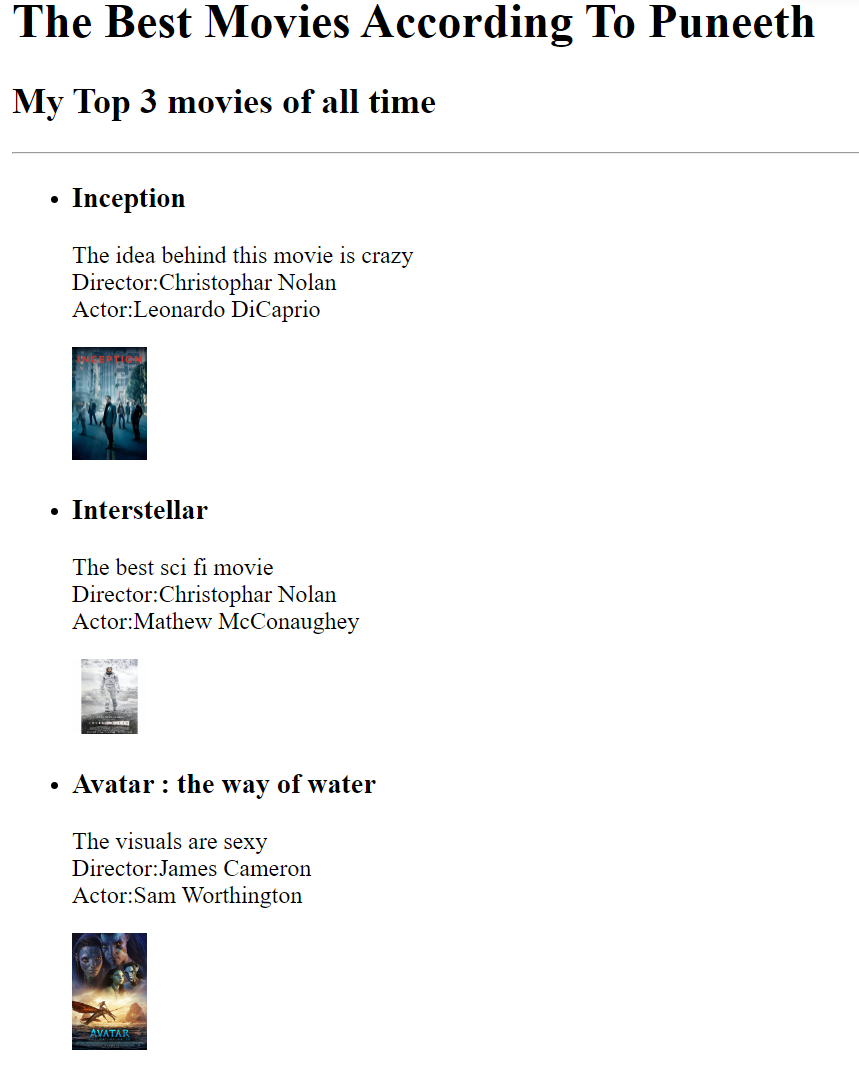 The Best Movies According To Puneeth
My Top 3 movies of all time
Inception
The idea behind this movie is crazy
Director:Christophar Nolan
Actor:Leonardo DiCaprio
INCEPTION
Interstellar
The best sci fi movie
Director:Christophar Nolan
Actor:Mathew McConaughey
Avatar : the way of water
The visuals are sexy
Director:James Cameron
Actor:Sam Worthington
AVATAR